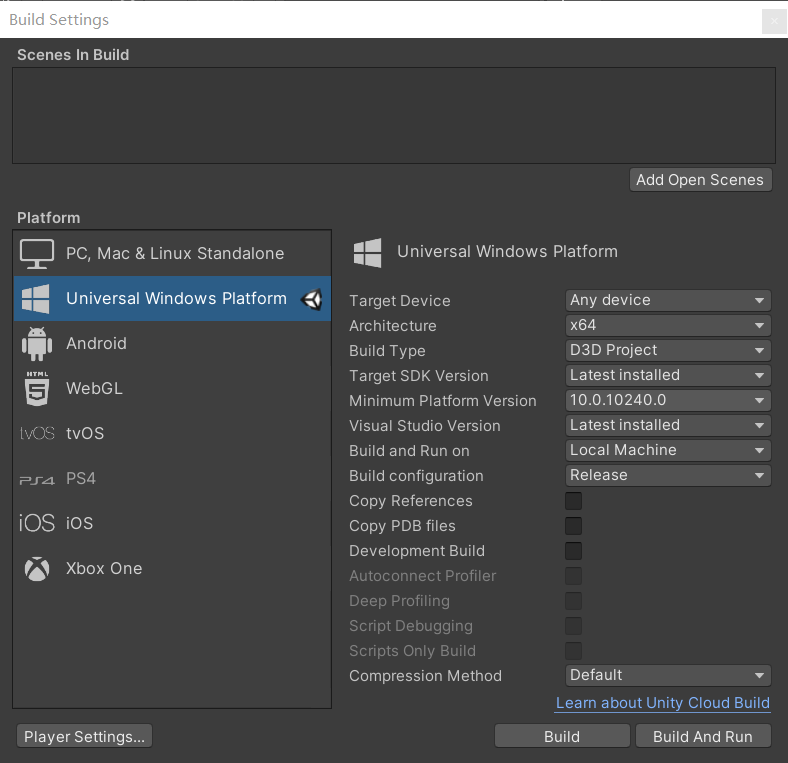 Build Settings
Scenes In Build
Add Open Scenes
Platform
PC, Mac & Linux Standalone
Universal Windows Platform
Android
HTML
5
WebGL
tvOS tvOS
PS4 PS4
iOS iOS
Xbox One
Universal Windows Platform
Target Device Any device
Architecture x64
Build Type D3D Project
Target SDK Version Latest installed
Minimum Platform Version 10.0.10240.0
Visual Studio Version Latest installed
Build and Run on Local Machine
Build configuration Release
Copy References
Copy PDB files
Development Build
Autoconnect Profiler
Deep Profiling
Script Debugging
Scripts Only Build
Compression Method Default
Learn about Unity Cloud Build
Player Settings... Build Build And Run